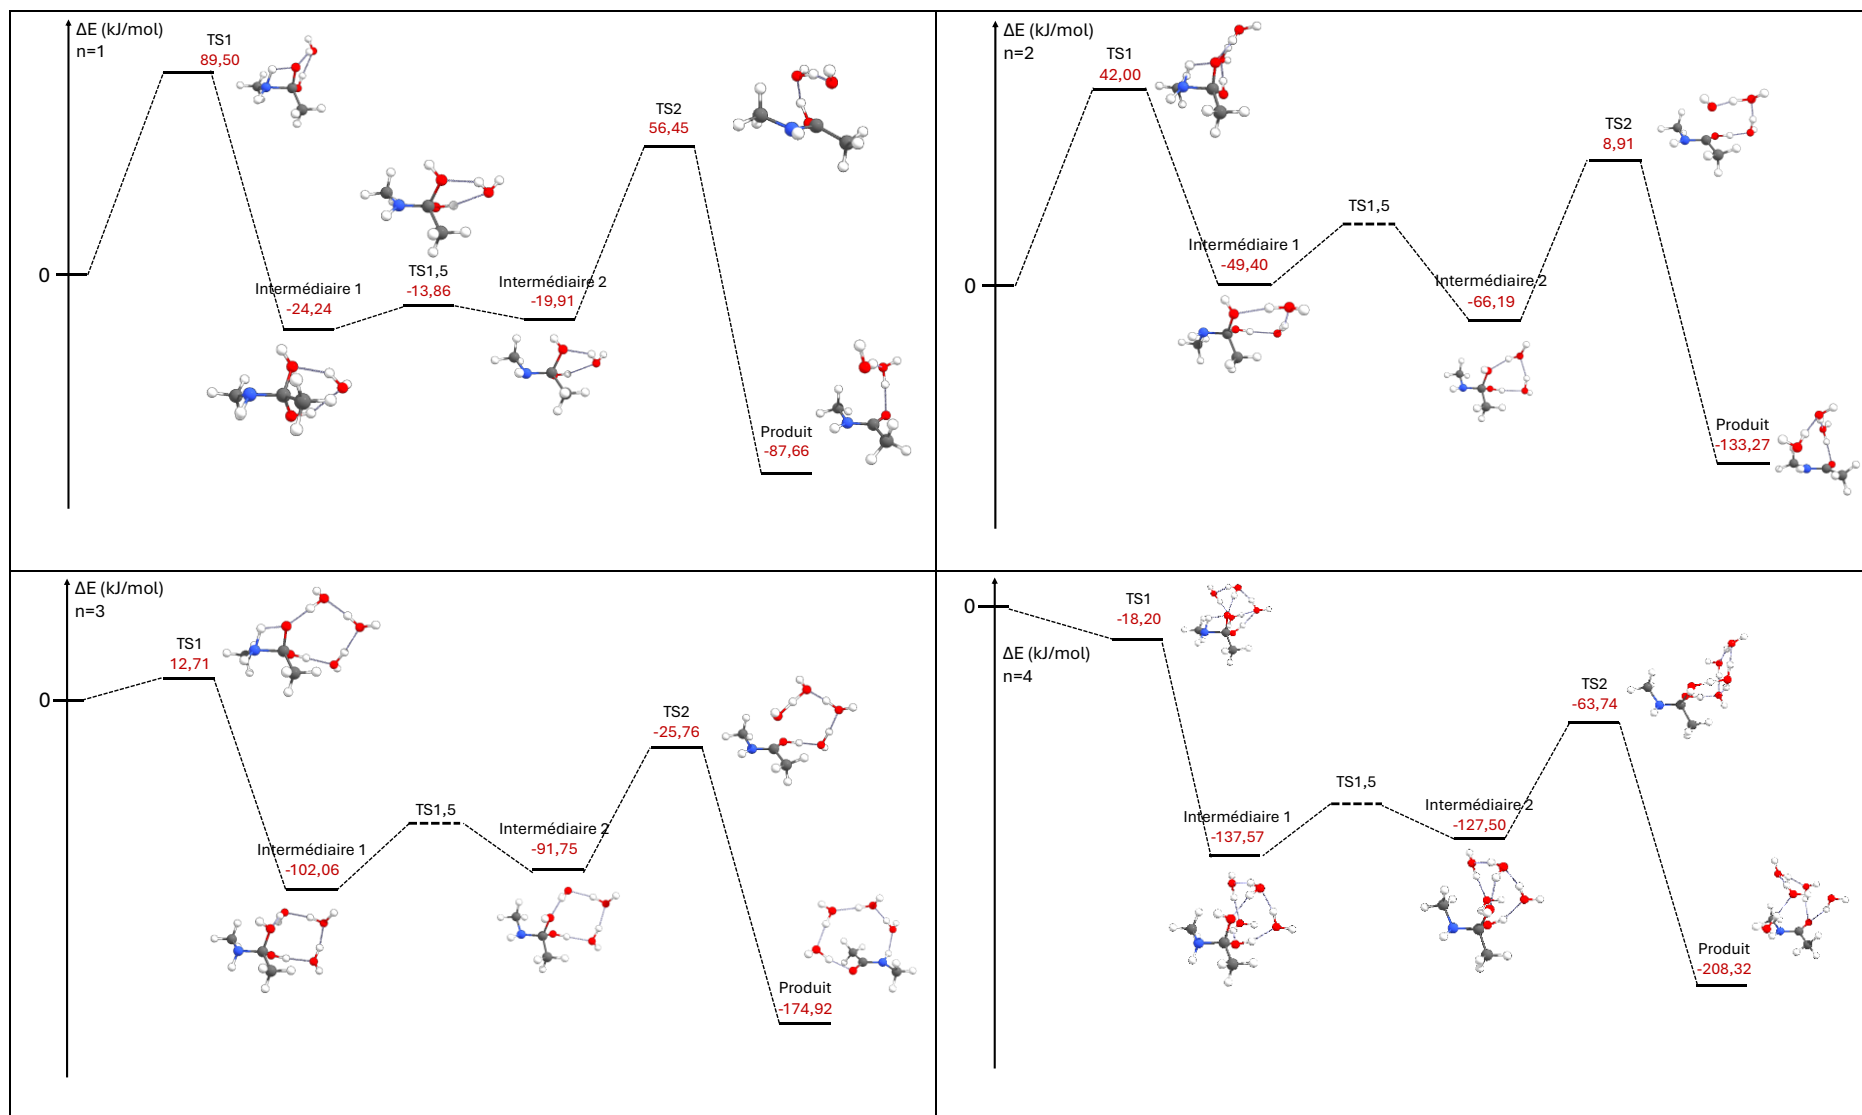 ΔE (kJ/mol)
n=1
TS1
89,50
0
Intermédiaire 1
-24,24
TS1,5
-13,86
Intermédiaire 2
-19,91
TS2
56,45
Produit
-87,66
ΔE (kJ/mol)
n=2
TS1
42,00
0
Intermédiaire 1
-49,40
TS1,5
Intermédiaire 2
-66,19
TS2
8,91
Produit
-133,27
ΔE (kJ/mol)
n=3
TS1
12,71
0
Intermédiaire 1
-102,06
TS1,5
Intermédiaire 2
-91,75
TS2
-25,76
Produit
-174,92
0
ΔE (kJ/mol)
n=4
TS1
-18,20
Intermédiaire 1
-137,57
TS1,5
Intermédiaire 2
-127,50
TS2
-63,74
Produit
-208,32